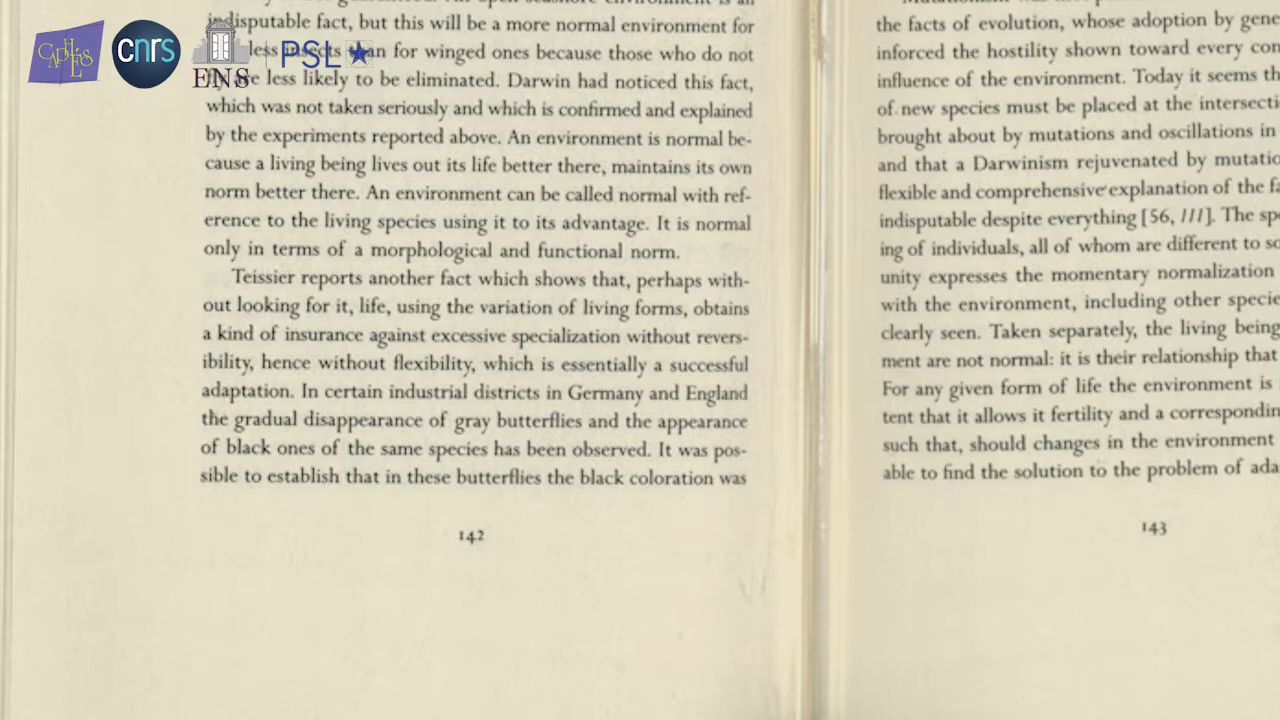 CAPHÉS
cnrs
ENS
PSL
indisputable fact, but this will be a more normal environment for
less insects than for winged ones because those who do not
are less likely to be eliminated. Darwin had noticed this fact,
which was not taken seriously and which is confirmed and explained
by the experiments reported above. An environment is normal be-
cause a living being lives out its life better there, maintains its own
norm better there. An environment can be called normal with ref-
erence to the living species using it to its advantage. It is normal
only in terms of a morphological and functional norm.
Teissier reports another fact which shows that, perhaps with-
out looking for it, life, using the variation of living forms, obtains
a kind of insurance against excessive specialization without revers-
ibility, hence without flexibility, which is essentially a successful
adaptation. In certain industrial districts in Germany and England
the gradual disappearance of gray butterflies and the appearance
of black ones of the same species has been observed. It was pos-
sible to establish that in these butterflies the black coloration was
142
the facts of evolution, whose adoption by gene
inforced the hostility shown toward every con
influence of the environment. Today it seems th
of new species must be placed at the intersecti
brought about by mutations and oscillations in
and that a Darwinism rejuvenated by mutatio
flexible and comprehensive explanation of the fa
indisputable despite everything [56, III]. The spe
ing of individuals, all of whom are different to so
unity expresses the momentary normalization
with the environment, including other specie
clearly seen. Taken separately, the living being
ment are not normal: it is their relationship that
For any given form of life the environment is
tent that it allows it fertility and a correspondin
such that, should changes in the environment
able to find the solution to the problem of ada
143